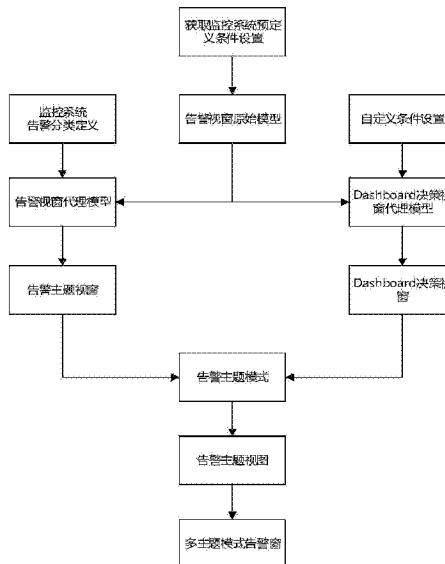 获取监控系统预定
义条件设置
监控系统
告警分类定义
告警视窗原始模型
自定义条件设置
告警视窗代理模型
Dashboard决策视
窗代理模型
告警主题视窗
Dashboard决策视
窗
告警主题模式
告警主题视图
多主题模式告警窗